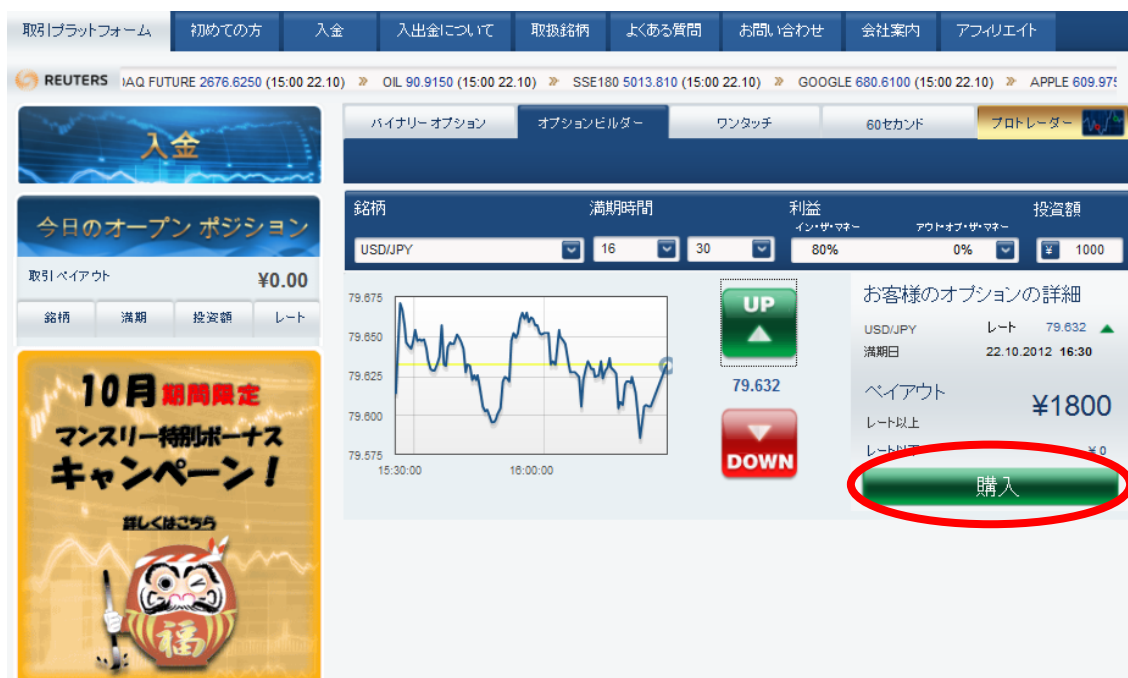 取引プラットフォーム 初めての方 入金 入出金について 取扱銘柄 よくある質問 お問い合わせ 会社案内 アフィリエイト
REUTERS AQ FUTURE 2676.6250 (15:00 22.10) » OIL 90.9150 (15:00 22.10) » SSE180 5013.810 (15:00 22.10) » GOOGLE 680.6100 (15:00 22.10) » APPLE 609.975
入金
バイナリーオプション オプションビルダー ワンタッチ 60セカンド プロトレーダー
今日のオープン ポジション
取引ペイアウト ¥0.00
銘柄 満期 投資額 レート
銘柄 満期時間 利益 投資額
イン・ザ・マネー アウトオブ・ザ・マネー
USD/JPY 16 30 80% 0% ¥ 1000
79.675
79.650
79.625
79.600
79.575
15:30:00 16:00:00
UP
79.632
DOWN
お客様のオプションの詳細
USD/JPY レート 79.632
満期日 22.10.2012 16:30
ペイアウト
レート以上 ¥1800
¥0
購入
10月 期間限定
マンスリー特別ボーナス
キャンペーン！
詳しくはこちら
福